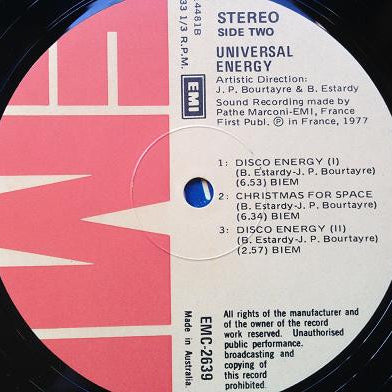 STEREO
SIDE TWO
UNIVERSAL
ENERGY
Artistic Direction:
J. P. Bourtayre & B. Estardy
Sound Recording made by
Pathe Marconi-EMI, France
First Publ. Ⓟ in France, 1977
4481B
33 1/3 R.P.M.
EMI
1: DISCO ENERGY (I)
(B. Estardy-J. P. Bourtayre)
(6.53) BIEM
2: CHRISTMAS FOR SPACE
(B. Estardy-J. P. Bourtayre)
(6.34) BIEM
3: DISCO ENERGY (II)
(B. Estardy-J. P. Bourtayre)
(2.57) BIEM
EMC-2639
Made in Australia.
All rights of the manufacturer and
of the owner of the record
work reserved. Unauthorised
public performance,
broadcasting and
copying of
this record
prohibited.
EMI